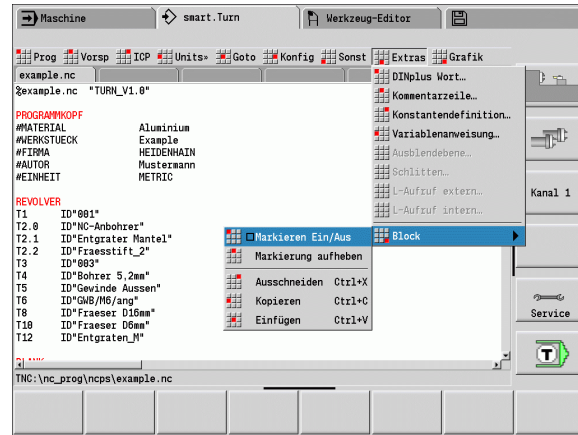 Maschine smart.Turn Werkzeug-Editor
Prog Vorsp ICP Units» Goto Konfig Sonst Extras Grafik
example.nc
%example.nc "TURN_V1.0"
PROGRAMMKOPF
#MATERIAL Aluminium
#WERKSTUECK Example
#FIRMA HEIDENHAIN
#AUTOR Mustermann
#EINHEIT METRIC
REVOLVER
T1 ID"001"
T2.0 ID"NC-Anbohrer"
T2.1 ID"Entgrater Mantel"
T2.2 ID"Fraesstift_2"
T3 ID"003"
T4 ID"Bohrer 5,2mm"
T5 ID"Gewinde Aussen"
T6 ID"GWB/M6/ang"
T8 ID"Fraeser D16mm"
T10 ID"Fraeser D6mm"
T12 ID"Entgraten_M"
BLANK
TNC:\nc_prog\ncps\example.nc
DINplus Wort…
Kommentarzeile…
Konstantendefinition…
Variablenanweisung…
Ausblendebene…
Schlitten…
L-Aufruf extern…
L-Aufruf intern…
Block
Markieren Ein/Aus
Markierung aufheben
Ausschneiden Ctrl+X
Kopieren Ctrl+C
Einfügen Ctrl+V
Kanal 1
Service
T